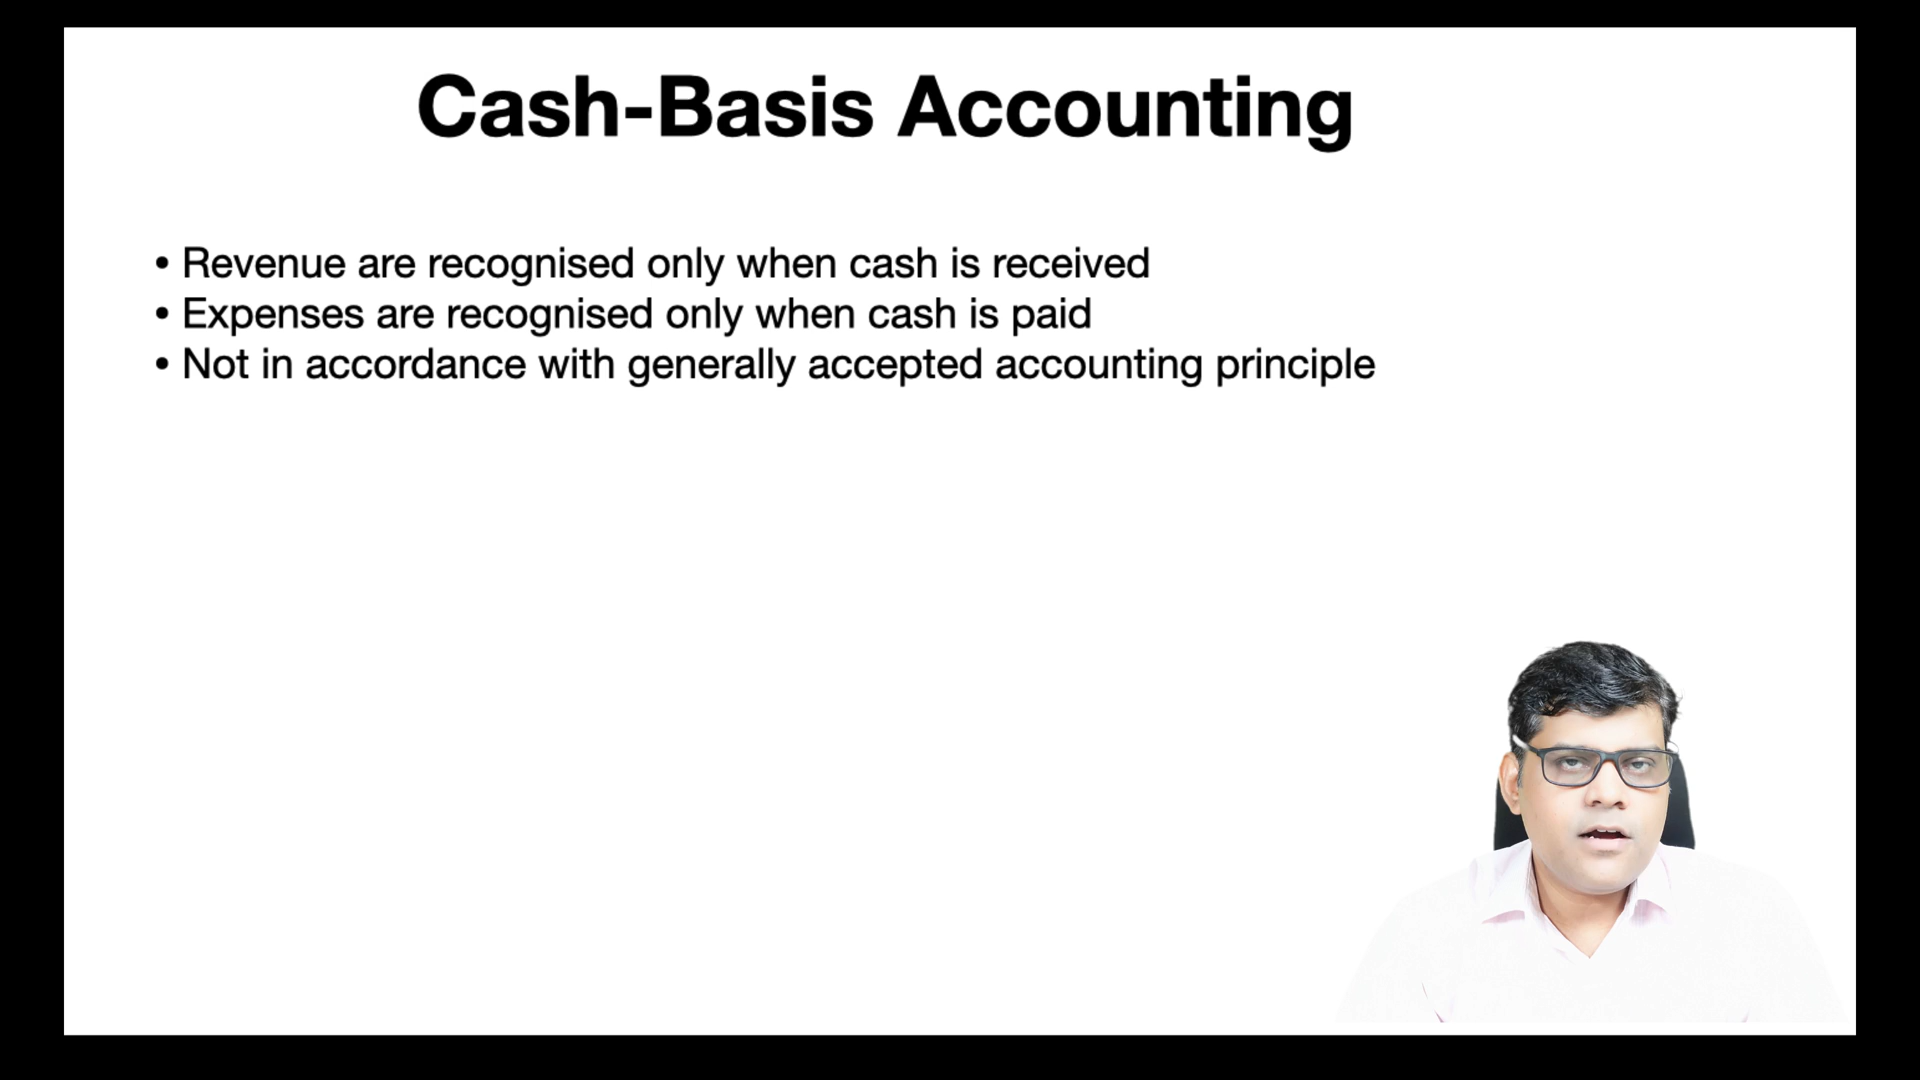 Cash-Basis Accounting
• Revenue are recognised only when cash is received
• Expenses are recognised only when cash is paid
• Not in accordance with generally accepted accounting principle